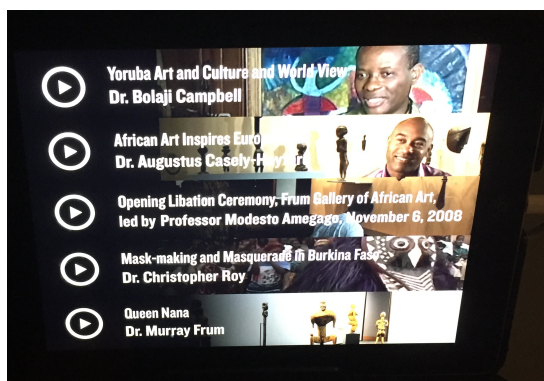 Yoruba Art and Culture and World View
Dr. Bolaji Campbell
African Art Inspires
Dr. Augustus
Opening Libation Ceremony, Frum Gallery of African Art,
led by Professor Modesto Amegago, November 6, 2008
Mask-making and Masquerade in Burkina Faso
Dr. Christopher Roy
Queen Nana
Dr. Murray Frum